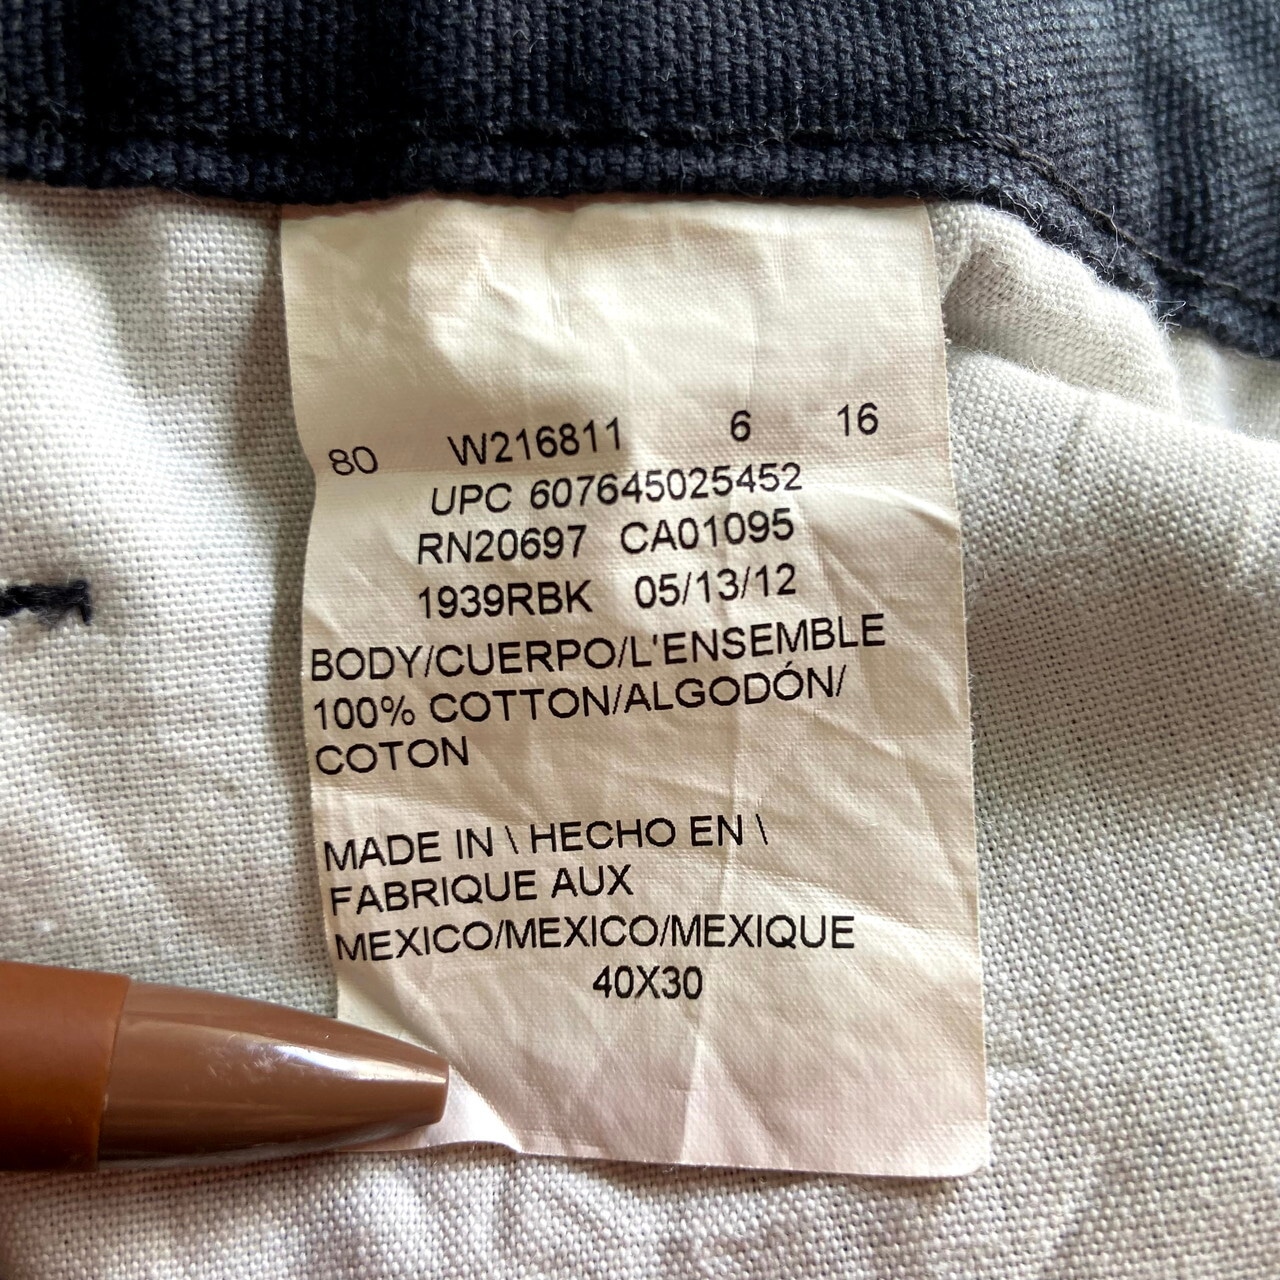 80 W216811 6 16
UPC 607645025452
RN20697 CA01095
1939RBK 05/13/12
BODY/CUERPO/L'ENSEMBLE
100% COTTON/ALGODÓN/
COTON
MADE IN \ HECHO EN \
FABRIQUE AUX
MEXICO/MEXICO/MEXIQUE
40X30